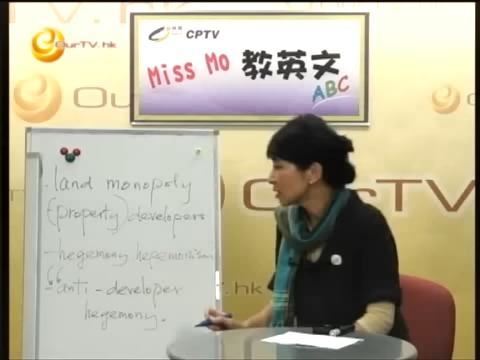 OurTV.hk
CPTV
Miss Mo 教英文
ABC
- land monopoly
(property) developers
- hegemony hegemonism
“anti - developer
hegemony.
OurTV.hk